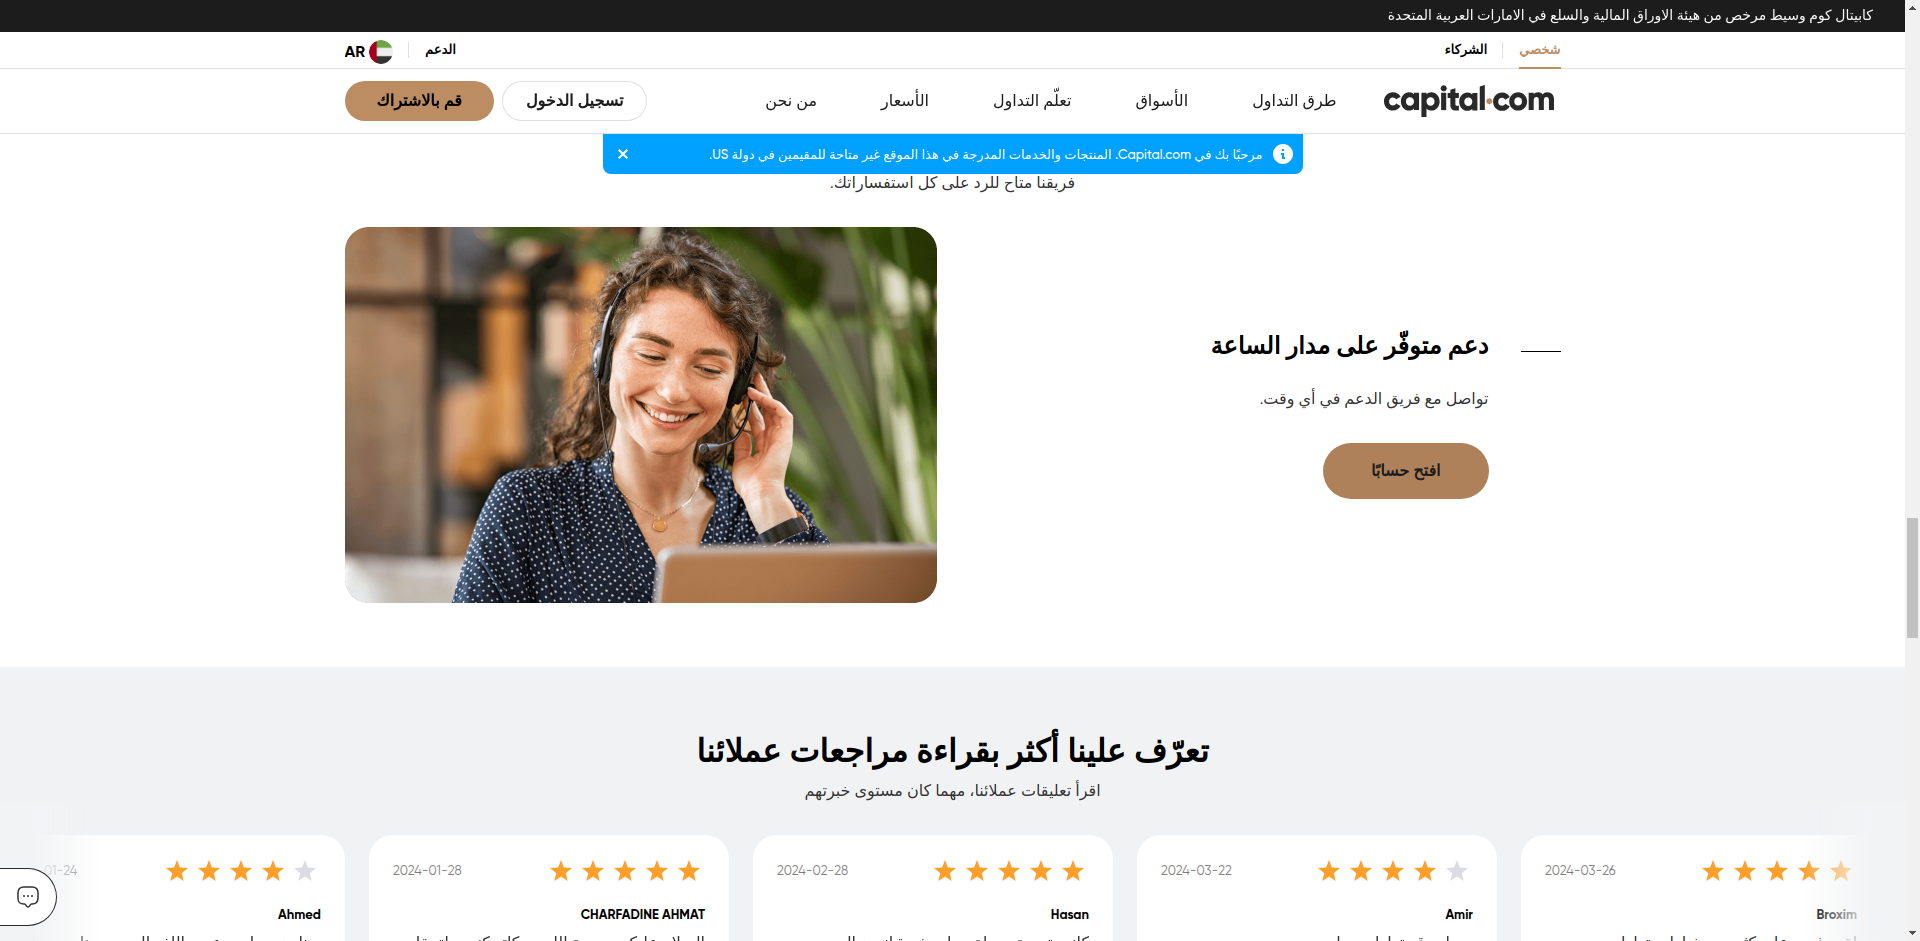 كابيتال كوم وسيط مرخص من هيئة الاوراق المالية والسلع في الامارات العربية المتحدة
شخصي
الشركاء
الدعم
AR
capital.com
طرق التداول
الأسواق
تعلّم التداول
الأسعار
من نحن
تسجيل الدخول
قم بالاشتراك
مرحبًا بك في Capital.com. المنتجات والخدمات المدرجة في هذا الموقع غير متاحة للمقيمين في دولة US.
فريقنا متاح للرد على كل استفساراتك.
دعم متوفّر على مدار الساعة
تواصل مع فريق الدعم في أي وقت.
افتح حسابًا
تعرّف علينا أكثر بقراءة مراجعات عملائنا
اقرأ تعليقات عملائنا، مهما كان مستوى خبرتهم
2024-03-26
Broxim
2024-03-22
Amir
2024-02-28
Hasan
2024-01-28
CHARFADINE AHMAT
01-24
Ahmed